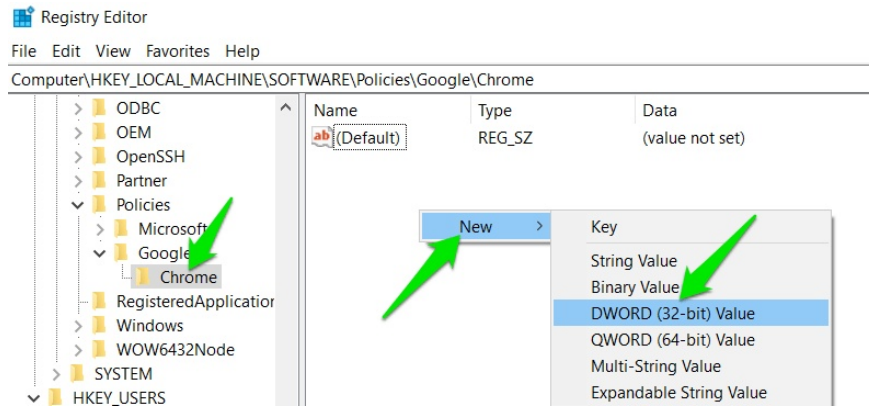 Registry Editor
File Edit View Favorites Help
Computer\HKEY_LOCAL_MACHINE\SOFTWARE\Policies\Google\Chrome
ODBC
OEM
OpenSSH
Partner
Policies
Microsoft
Google
Chrome
RegisteredApplication
Windows
WOW6432Node
SYSTEM
HKEY_USERS
Name Type Data
ab (Default) REG_SZ (value not set)
New
Key
String Value
Binary Value
DWORD (32-bit) Value
QWORD (64-bit) Value
Multi-String Value
Expandable String Value